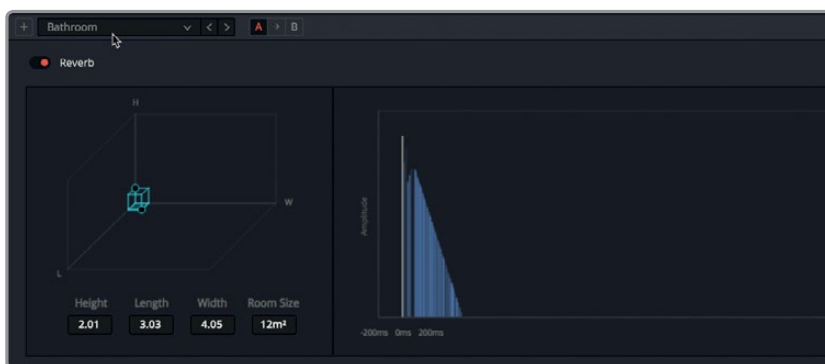 + Bathroom < > A > B
Reverb
H
W
L
Height Length Width Room Size
2.01 3.03 4.05 12m²
Amplitude
-200ms 0ms 200ms